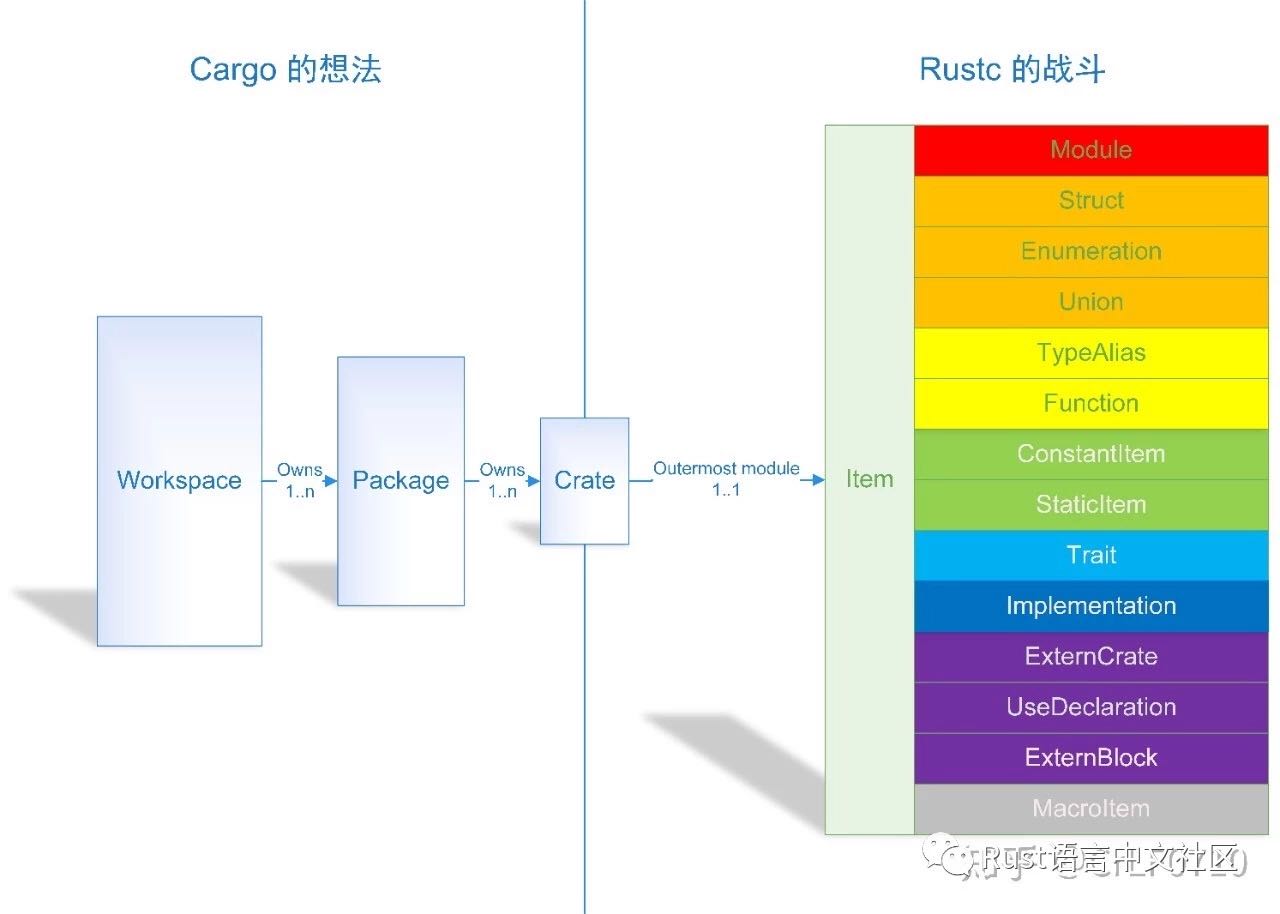 Cargo 的想法
Rustc 的战斗
Workspace
Owns
1..n
Package
Owns
1..n
Crate
Outermost module
1..1
Item
Module
Struct
Enumeration
Union
TypeAlias
Function
ConstantItem
StaticItem
Trait
Implementation
ExternCrate
UseDeclaration
ExternBlock
MacroItem
Rust语言中文社区